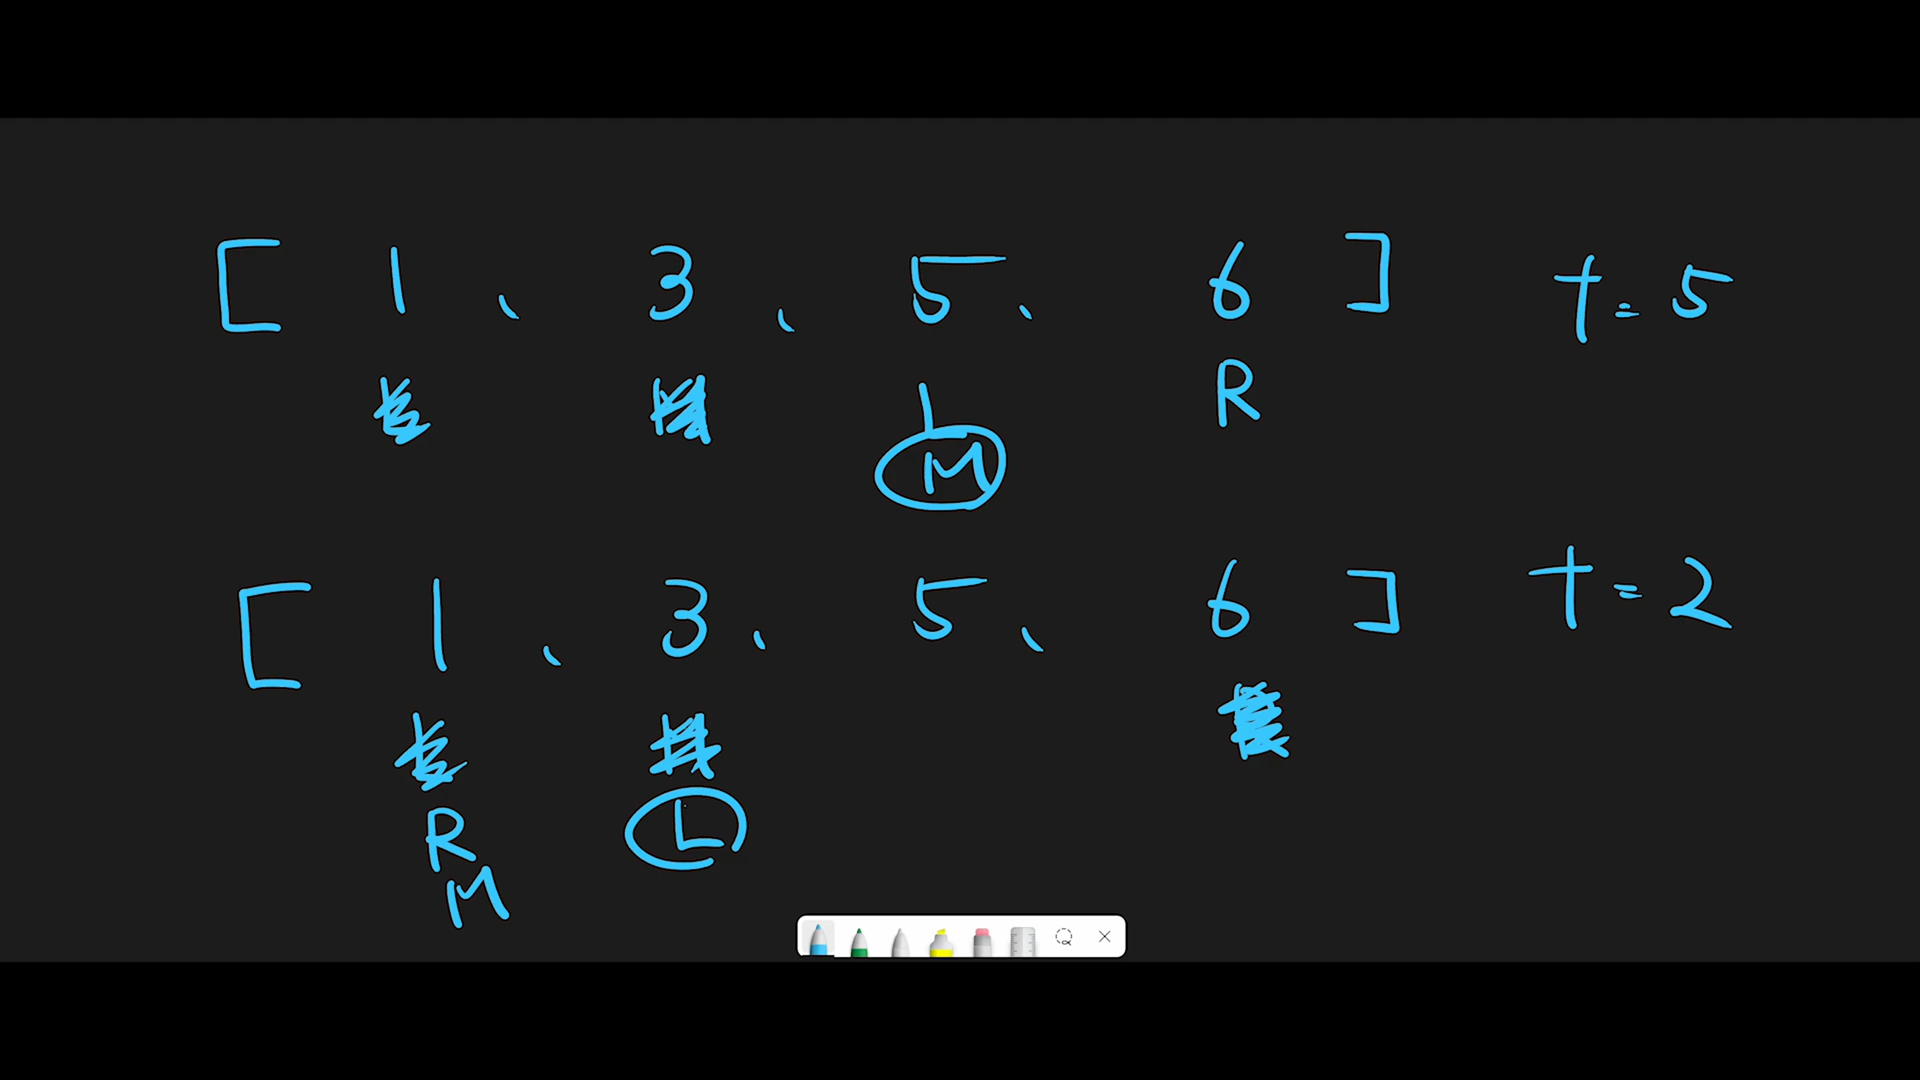 [ 1 、 3 、 5 、 6 ] t = 5
L R
M
[ 1 、 3 、 5 、 6 ] t = 2
R L
M